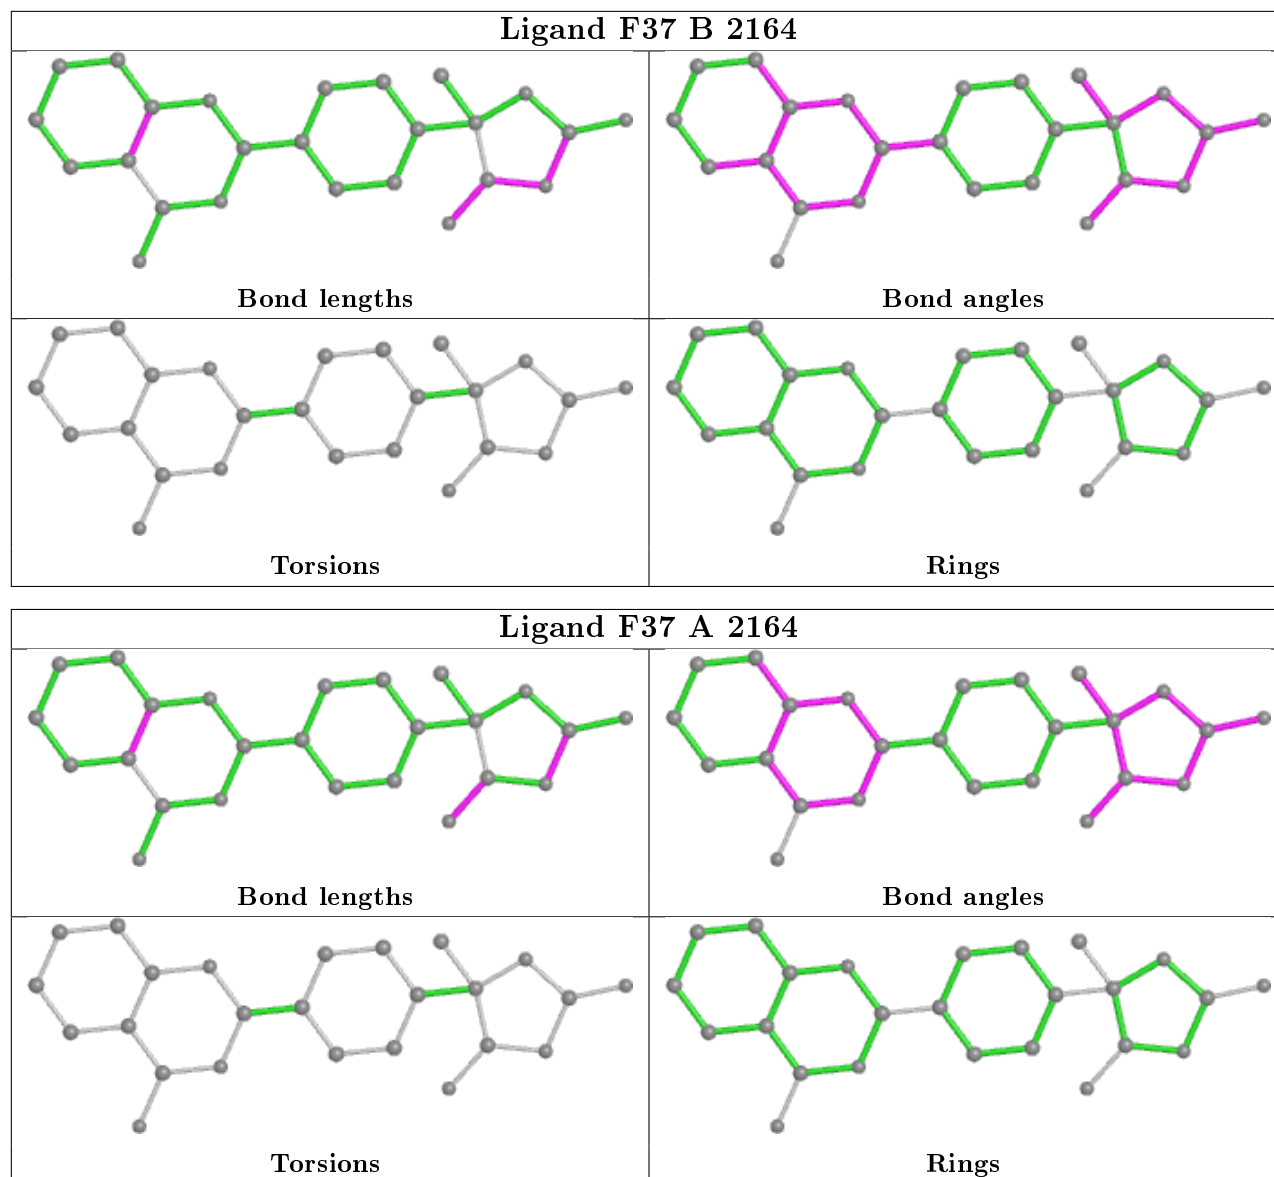 Ligand F37 B 2164
Bond lengths
Bond angles
Torsions
Rings
Ligand F37 A 2164
Bond lengths
Bond angles
Torsions
Rings